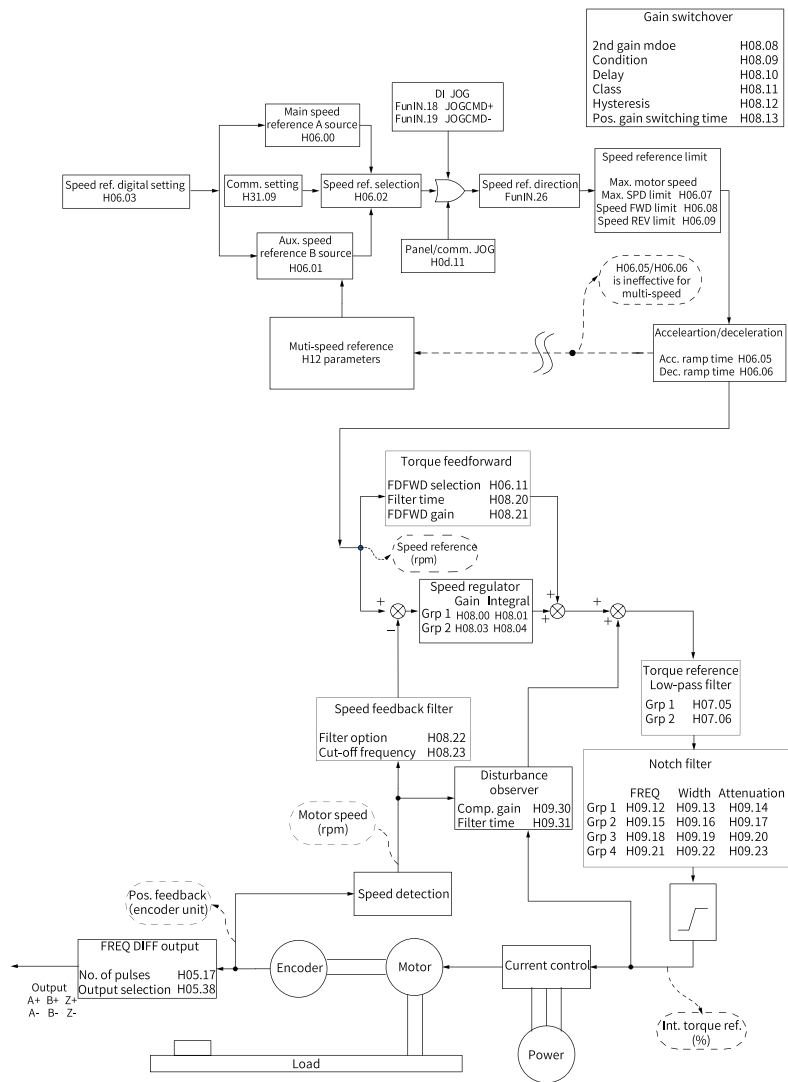 Gain switchover
2nd gain mdoe H08.08
Condition H08.09
Delay H08.10
Class H08.11
Hysteresis H08.12
Pos. gain switching time H08.13
DI JOG
FunIN.18 JOGCMD+
FunIN.19 JOGCMD-
Main speed
reference A source
H06.00
Speed ref. digital setting
H06.03
Comm. setting
H31.09
Speed ref. selection
H06.02
Speed ref. direction
FunIN.26
Speed reference limit
Max. motor speed
Max. SPD limit H06.07
Speed FWD limit H06.08
Speed REV limit H06.09
Aux. speed
reference B source
H06.01
Panel/comm. JOG
H0d.11
H06.05/H06.06
is ineffective for
multi-speed
Muti-speed reference
H12 parameters
Acceleartion/deceleration
Acc. ramp time H06.05
Dec. ramp time H06.06
Torque feedforward
FDFWD selection H06.11
Filter time H08.20
FDFWD gain H08.21
Speed reference
(rpm)
Speed regulator
Gain Integral
Grp 1 H08.00 H08.01
Grp 2 H08.03 H08.04
+
−
+
+
+
+
Torque reference
Low-pass filter
Grp 1 H07.05
Grp 2 H07.06
Speed feedback filter
Filter option H08.22
Cut-off frequency H08.23
Notch filter
FREQ Width Attenuation
Grp 1 H09.12 H09.13 H09.14
Grp 2 H09.15 H09.16 H09.17
Grp 3 H09.18 H09.19 H09.20
Grp 4 H09.21 H09.22 H09.23
Disturbance
observer
Comp. gain H09.30
Filter time H09.31
Motor speed
(rpm)
Speed detection
Pos. feedback
(encoder unit)
FREQ DIFF output
No. of pulses H05.17
Output selection H05.38
Encoder
Motor
Current control
Output
A+ B+ Z+
A- B- Z-
Int. torque ref.
(%)
Power
Load